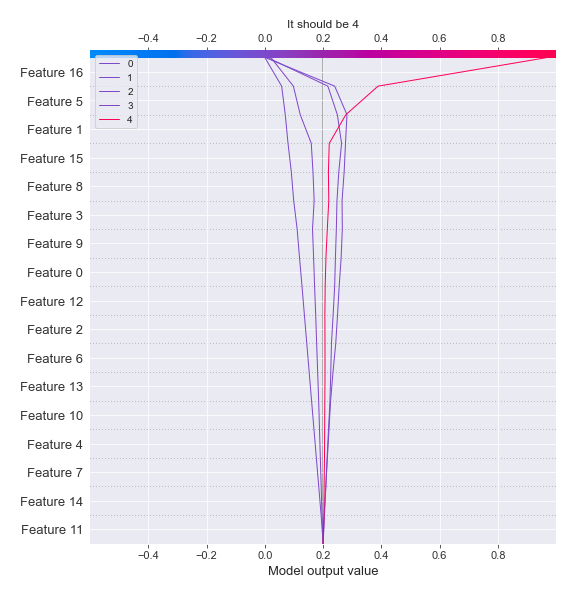 It should be 4
−0.4 −0.2 0.0 0.2 0.4 0.6 0.8
0
1
2
3
4
Feature 16
Feature 5
Feature 1
Feature 15
Feature 8
Feature 3
Feature 9
Feature 0
Feature 12
Feature 2
Feature 6
Feature 13
Feature 10
Feature 4
Feature 7
Feature 14
Feature 11
−0.4 −0.2 0.0 0.2 0.4 0.6 0.8
Model output value